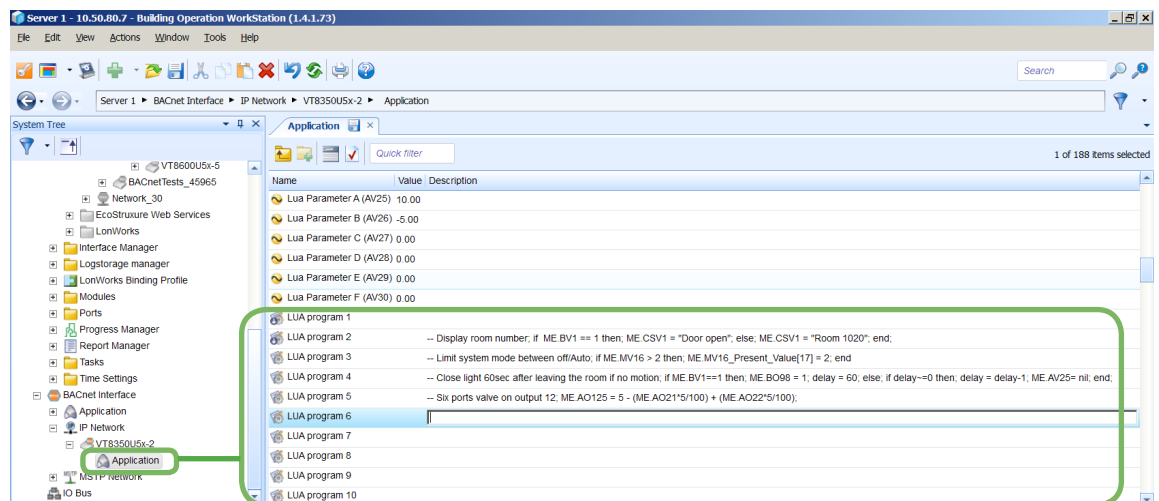 Server 1 - 10.50.80.7 - Building Operation WorkStation (1.4.1.73)
File Edit View Actions Window Tools Help
Search
Server 1 ▸ BACnet Interface ▸ IP Network ▸ VT8350U5x-2 ▸ Application
System Tree
Application
Quick filter
1 of 188 items selected
VT8600U5x-5
BACnetTests_45965
Network_30
EcoStruxure Web Services
LonWorks
Interface Manager
Logstorage manager
LonWorks Binding Profile
Modules
Ports
Progress Manager
Report Manager
Tasks
Time Settings
BACnet Interface
Application
IP Network
VT8350U5x-2
Application
MSTP Network
IO Bus
Name Value Description
Lua Parameter A (AV25) 10.00
Lua Parameter B (AV26) -5.00
Lua Parameter C (AV27) 0.00
Lua Parameter D (AV28) 0.00
Lua Parameter E (AV29) 0.00
Lua Parameter F (AV30) 0.00
LUA program 1
LUA program 2 -- Display room number; if ME.BV1 == 1 then; ME.CSV1 = "Door open"; else; ME.CSV1 = "Room 1020"; end;
LUA program 3 -- Limit system mode between off/Auto; if ME.MV16 > 2 then; ME.MV16_Present_Value[17] = 2; end
LUA program 4 -- Close light 60sec after leaving the room if no motion; if ME.BV1==1 then; ME.BO98 = 1; delay = 60; else; if delay~=0 then; delay = delay-1; ME.AV25= nil; end;
LUA program 5 -- Six ports valve on output 12; ME.AO125 = 5 - (ME.AO21*5/100) + (ME.AO22*5/100);
LUA program 6
LUA program 7
LUA program 8
LUA program 9
LUA program 10